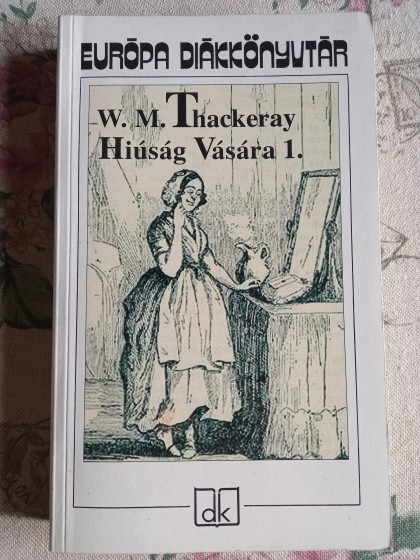 EURÓPA DIÁKKÖNYVTÁR
W. M. Thackeray
Hiúság Vására 1.
dk